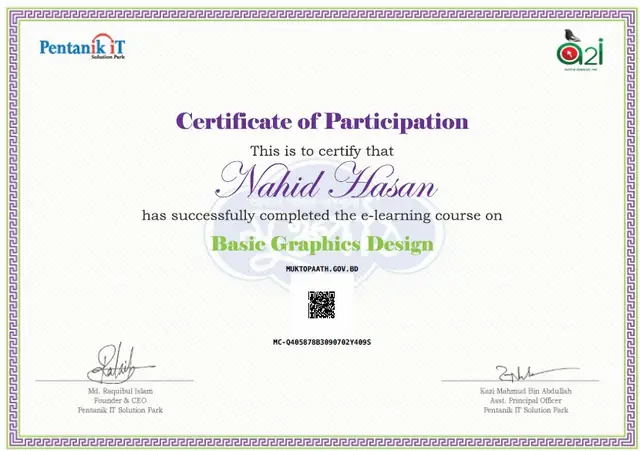 Pentanik iT
Solution Park
a2i
Certificate of Participation
This is to certify that
Nahid Hasan
has successfully completed the e-learning course on
Basic Graphics Design
MUKTOPAATH.GOV.BD
MC-Q405878B3090702Y409S
Md. Raquibul Islam
Founder & CEO
Pentanik IT Solution Park
Kazi Mahmud Bin Abdullah
Asst. Principal Officer
Pentanik IT Solution Park